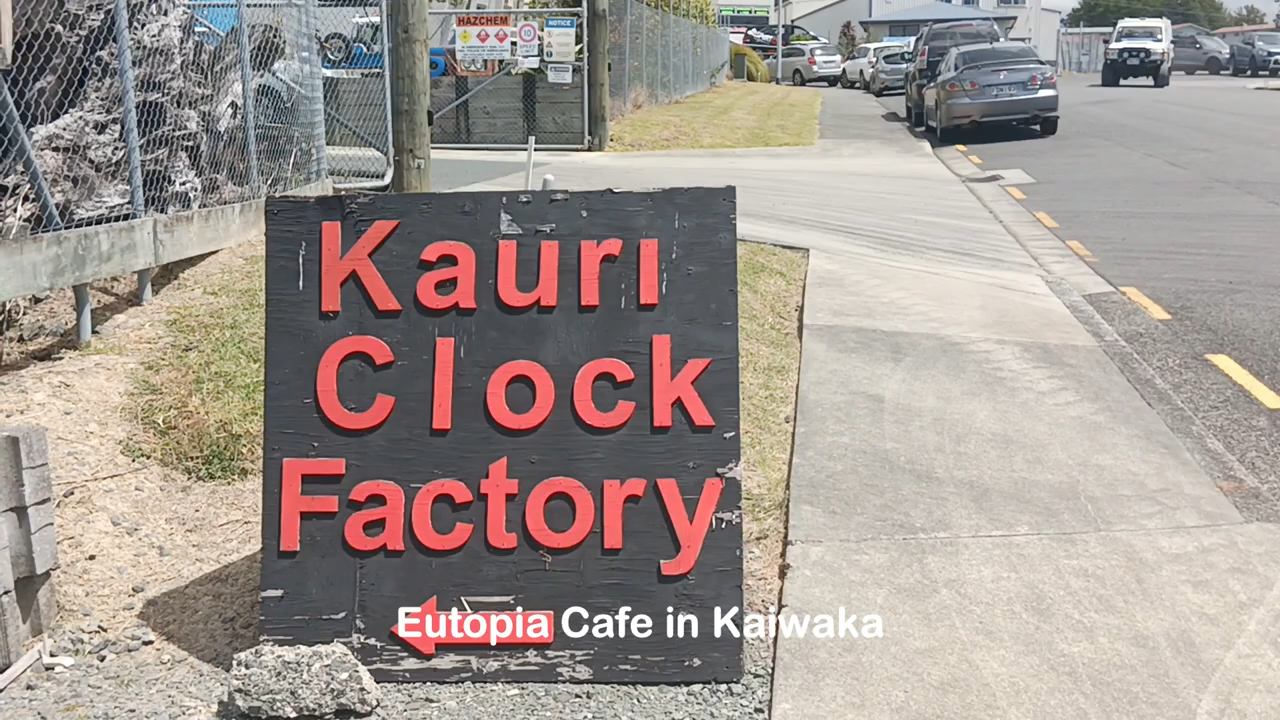 HAZCHEM
NOTICE
10
Kauri
Clock
Factory
Eutopia Cafe in Kaiwaka